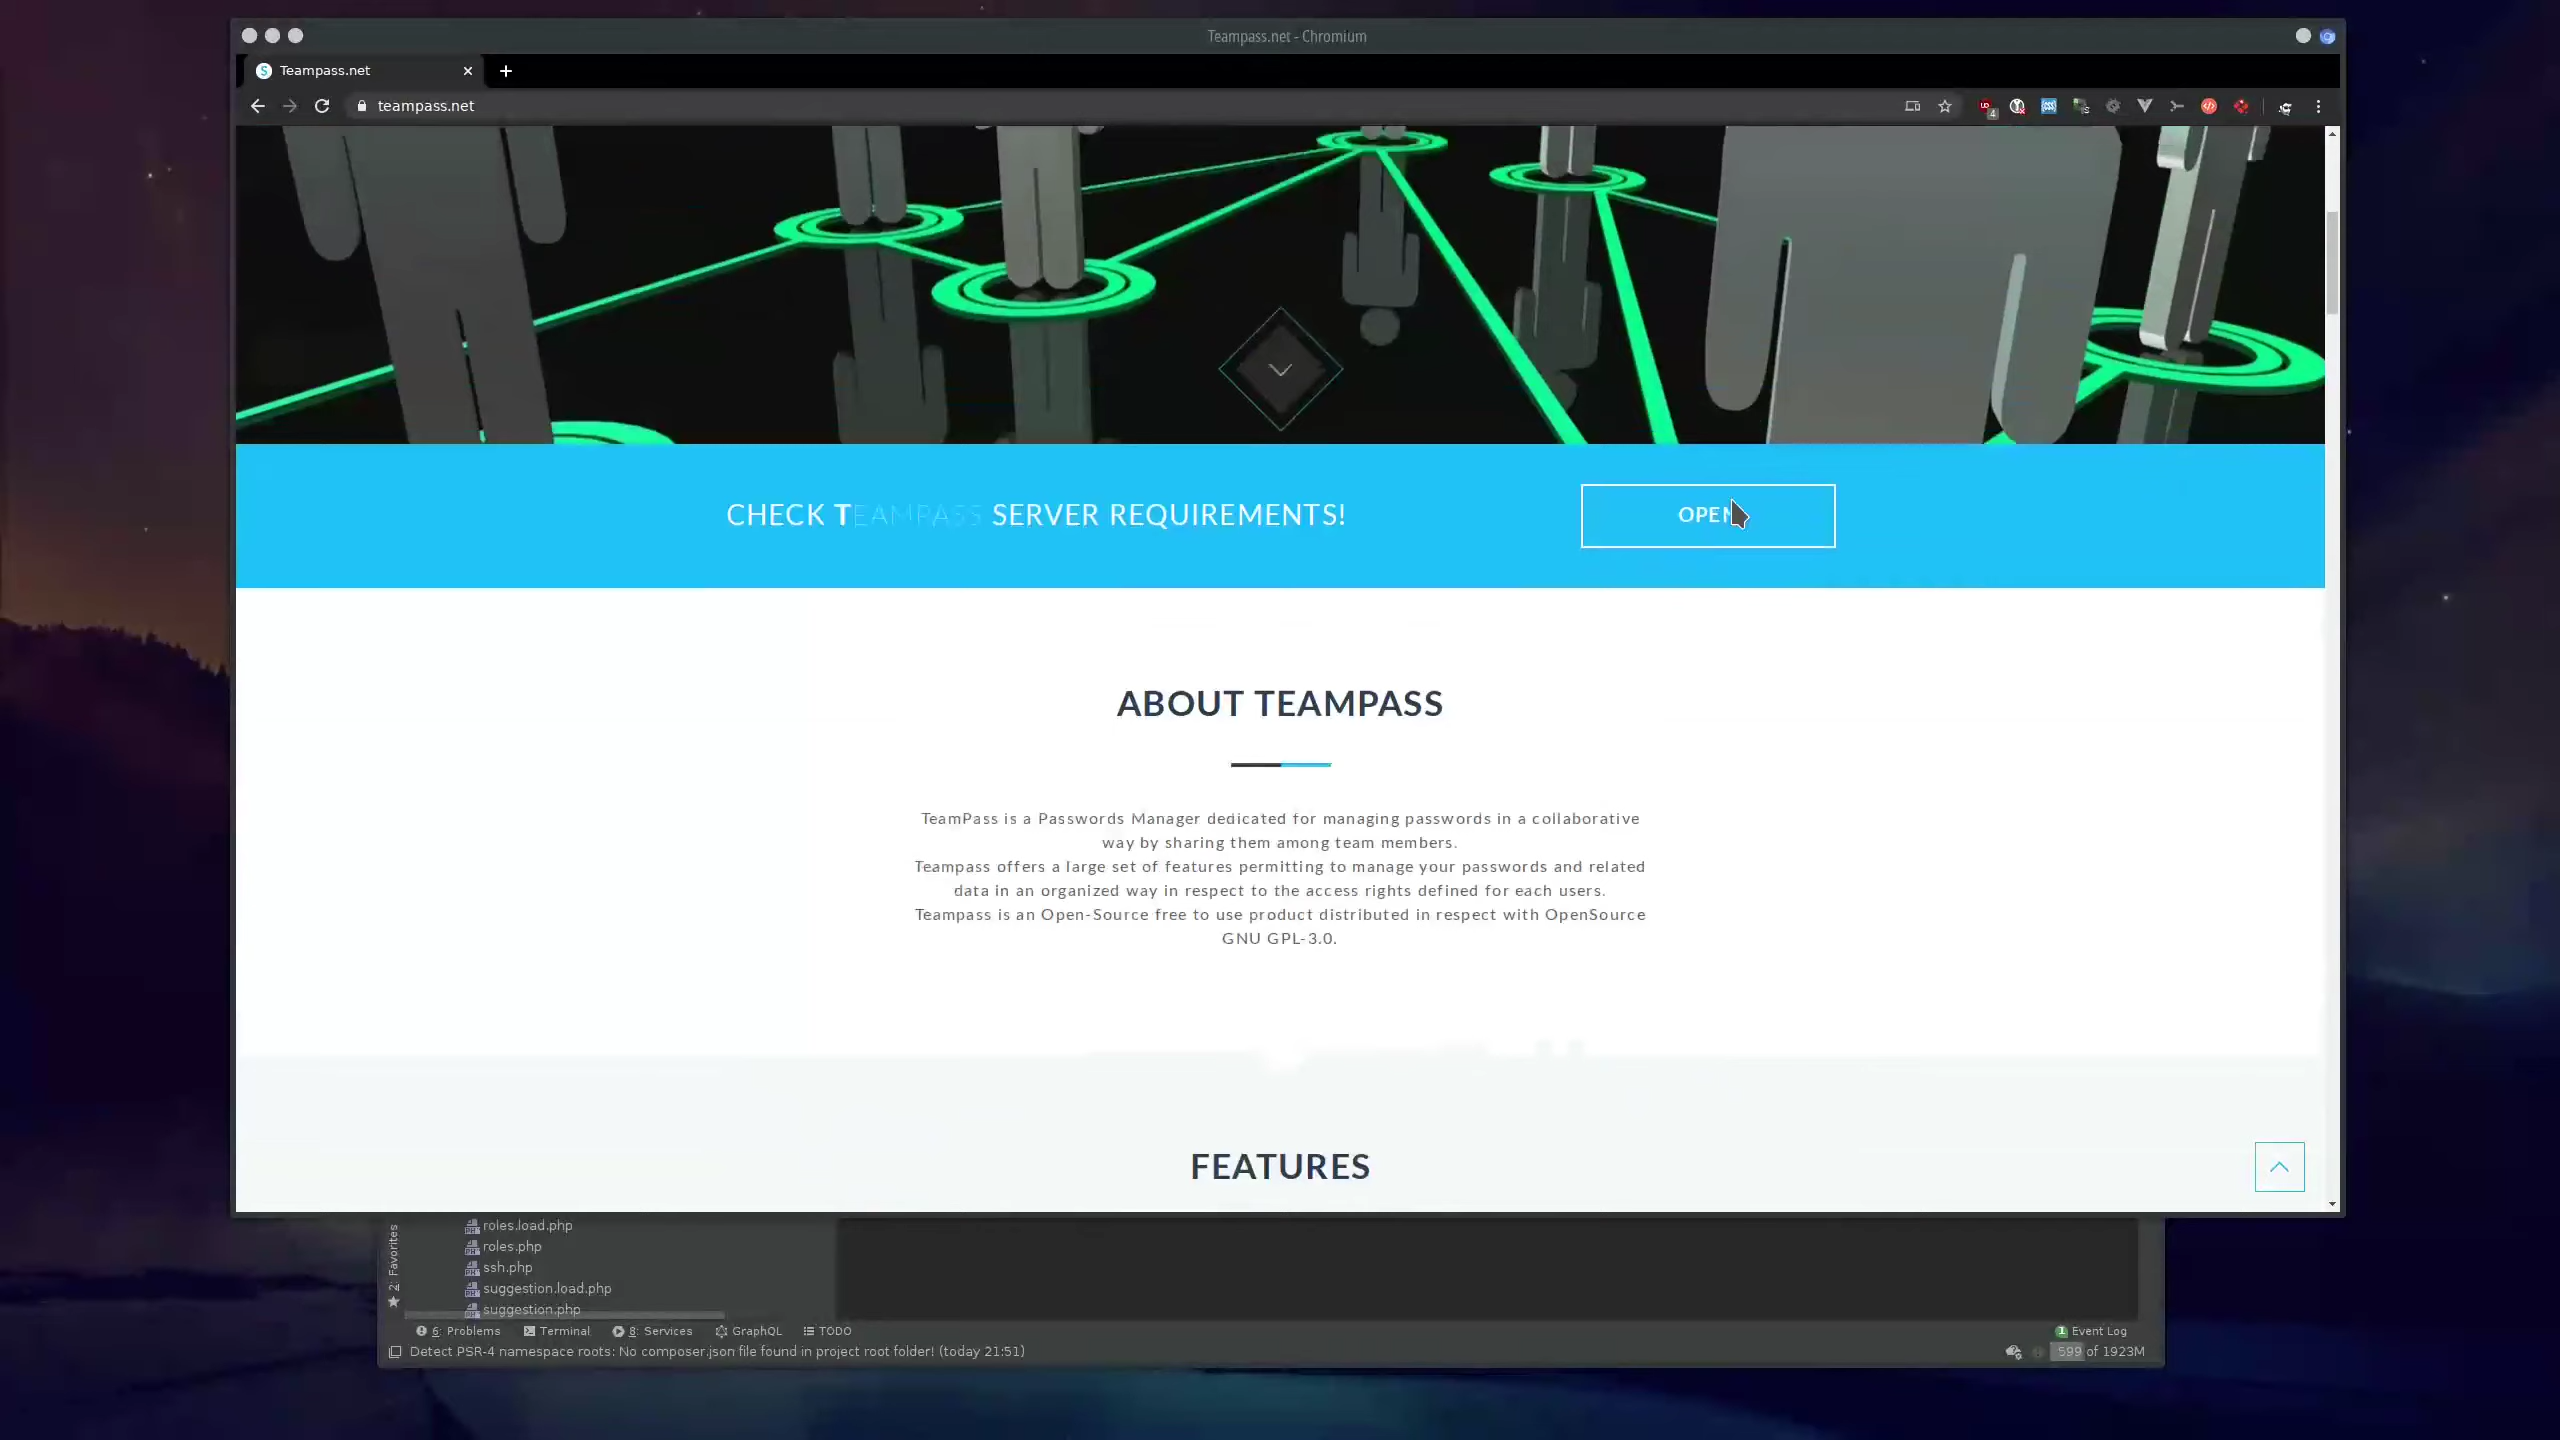 Teampass.net - Chromium
Teampass.net
teampass.net
4
CHECK TEAMPASS SERVER REQUIREMENTS!
OPEN
ABOUT TEAMPASS
TeamPass is a Passwords Manager dedicated for managing passwords in a collaborative
way by sharing them among team members.
Teampass offers a large set of features permitting to manage your passwords and related
data in an organized way in respect to the access rights defined for each users.
Teampass is an Open-Source free to use product distributed in respect with OpenSource
GNU GPL-3.0.
FEATURES
2: Favorites
roles.load.php
roles.php
ssh.php
suggestion.load.php
suggestion.php
6: Problems Terminal 8: Services GraphQL TODO
1 Event Log
Detect PSR-4 namespace roots: No composer.json file found in project root folder! (today 21:51)
599 of 1923M